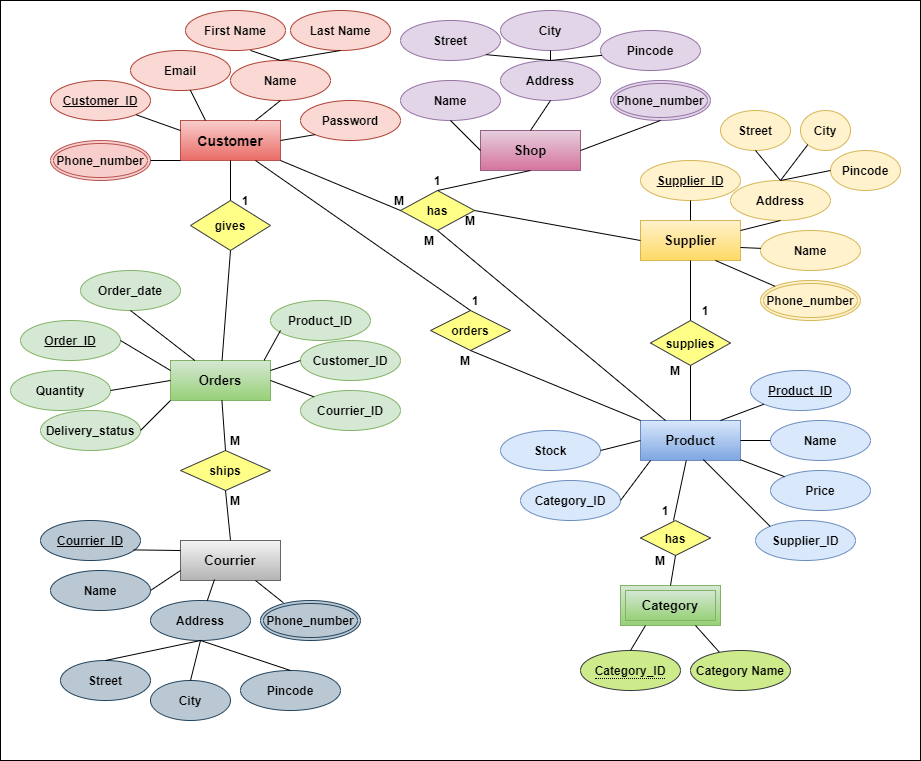 First Name
Last Name
Email
Name
Customer_ID
Password
Customer
Phone_number
Street
City
Pincode
Address
Name
Phone_number
Shop
Street
City
Pincode
Supplier_ID
Address
Supplier
Name
Phone_number
1
gives
1
M
has
M
M
1
orders
M
1
supplies
M
Order_date
Product_ID
Order_ID
Customer_ID
Orders
Quantity
Courrier_ID
Delivery_status
M
ships
M
Product_ID
Product
Name
Stock
Price
Category_ID
Supplier_ID
1
has
M
Category
Category_ID
Category Name
Courrier_ID
Courrier
Name
Address
Phone_number
Street
City
Pincode